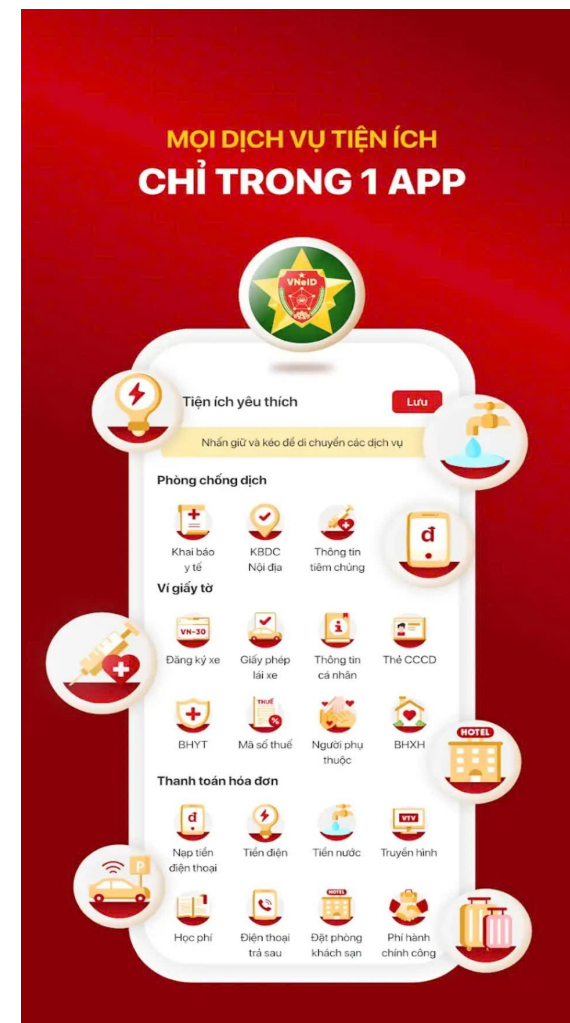 MỌI DỊCH VỤ TIỆN ÍCH
CHỈ TRONG 1 APP
VNeID
Tiện ích yêu thích
Lưu
Nhấn giữ và kéo để di chuyển các dịch vụ
Phòng chống dịch
đ
Khai báo
y tế
KBDC
Nội địa
Thông tin
tiêm chủng
Ví giấy tờ
VN-30
Đăng ký xe
Giấy phép
lái xe
Thông tin
cá nhân
Thẻ CCCD
BHYT
THUẾ
Mã số thuế
Người phụ
thuộc
BHXH
HOTEL
Thanh toán hóa đơn
đ
Nạp tiền
điện thoại
Tiền điện
Tiền nước
VTV
Truyền hình
P
Học phí
Điện thoại
trả sau
HOTEL
Đặt phòng
khách sạn
Phí hành
chính công